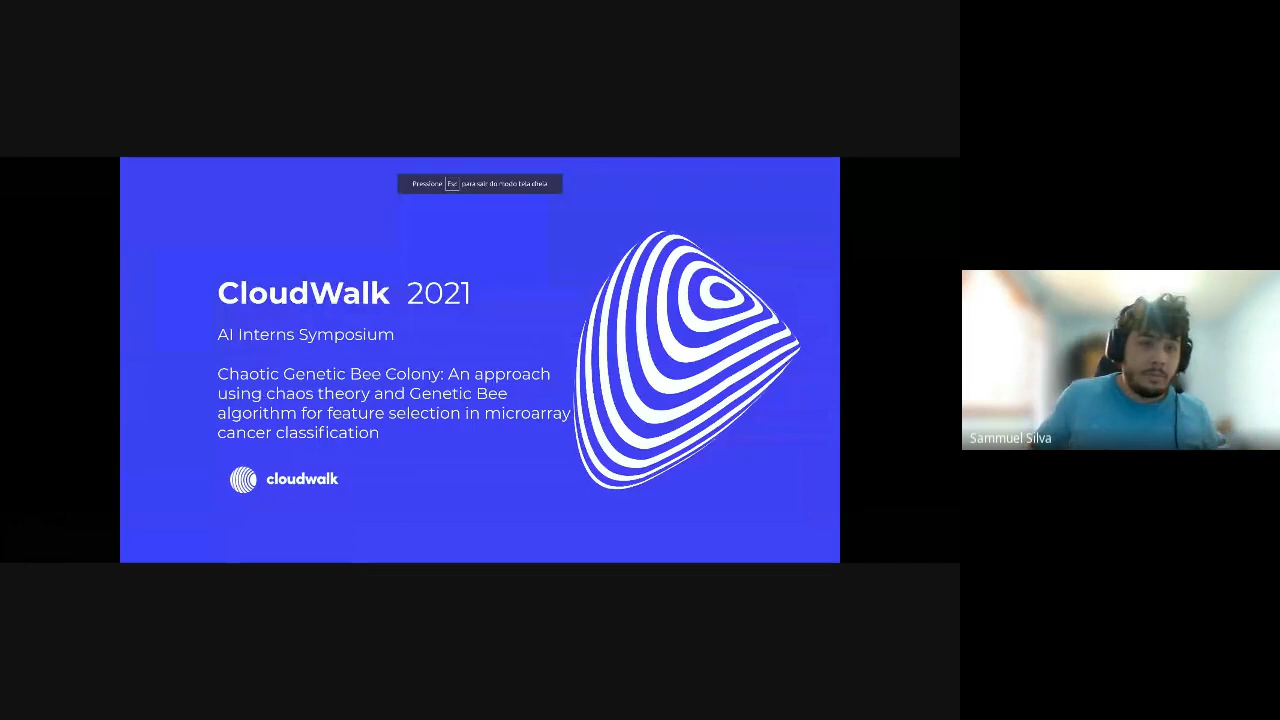 Pressione Esc para sair do modo tela cheia
CloudWalk 2021
AI Interns Symposium
Chaotic Genetic Bee Colony: An approach
using chaos theory and Genetic Bee
algorithm for feature selection in microarray
cancer classification
cloudwalk
Sammuel Silva